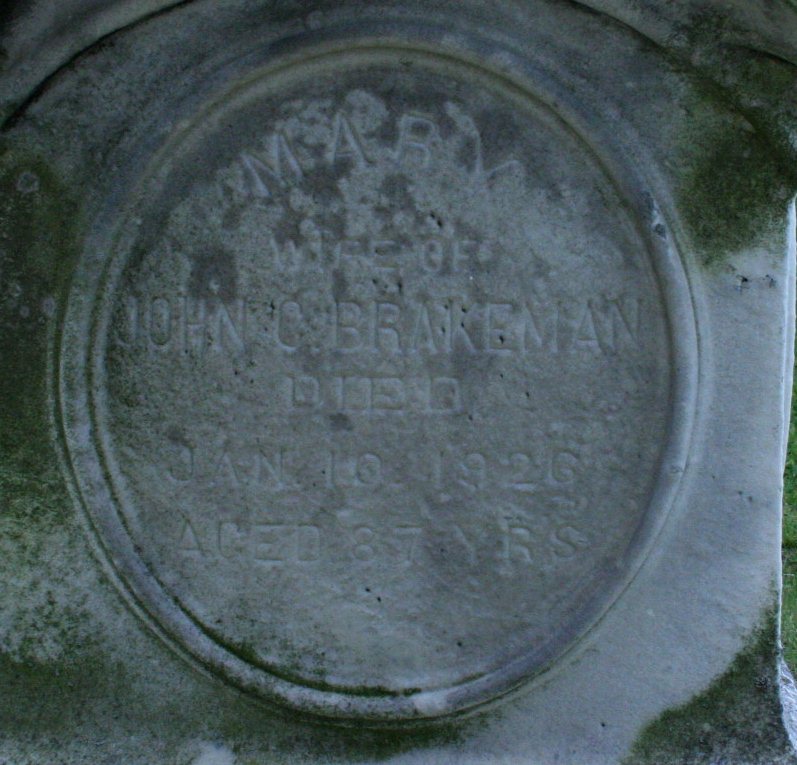 MARY
WIFE OF
JOHN C. BRAKEMAN
DIED
JAN. 10. 1926
AGED 87 YRS